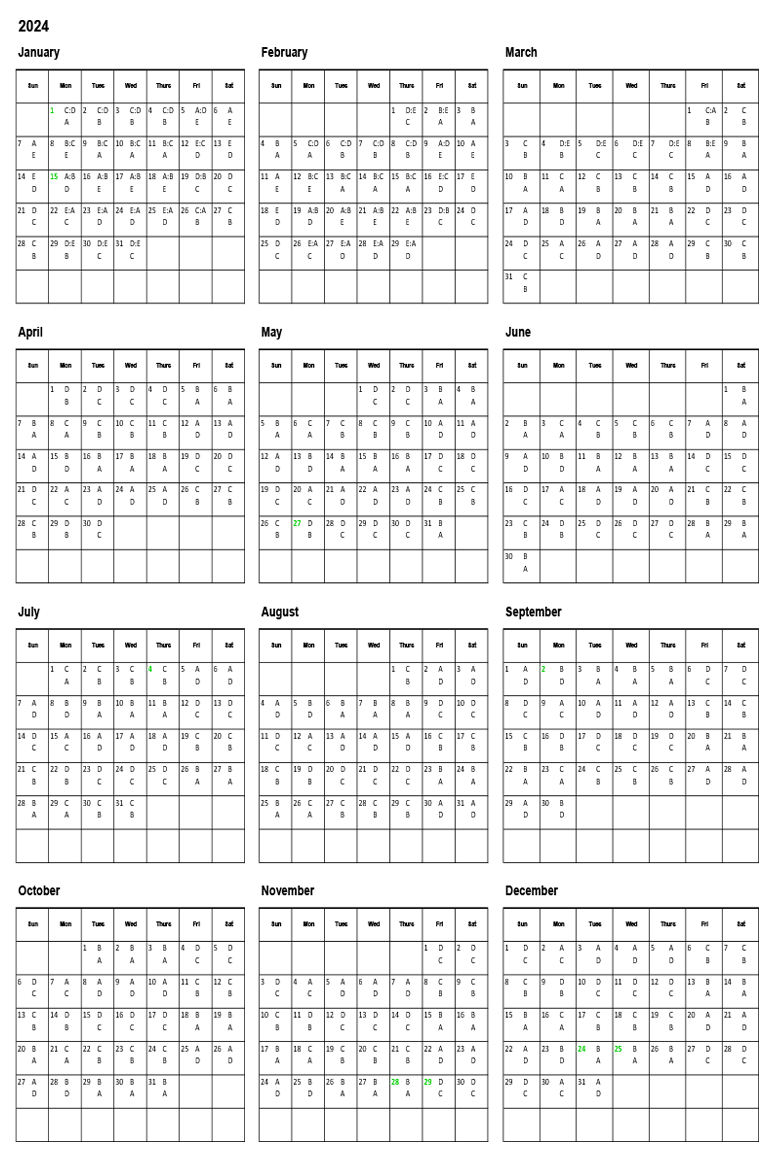 2024
January
Sun Mon Tues Wed Thurs Fri Sat
1 C:D 2 C:D 3 C:D 4 C:D 5 A:D 6 A
A B B B E E
7 A 8 B:C 9 B:C 10 B:C 11 B:C 12 E:C 13 E
E E A A A D D
14 E 15 A:B 16 A:B 17 A:B 18 A:B 19 D:B 20 D
D D E E E C C
21 D 22 E:A 23 E:A 24 E:A 25 E:A 26 C:A 27 C
C C D D D B B
28 C 29 D:E 30 D:E 31 D:E
B B C C
February
Sun Mon Tues Wed Thurs Fri Sat
1 D:E 2 B:E 3 B
C A A
4 B 5 C:D 6 C:D 7 C:D 8 C:D 9 A:D 10 A
A A B B B E E
11 A 12 B:C 13 B:C 14 B:C 15 B:C 16 E:C 17 E
E E A A A D D
18 E 19 A:B 20 A:B 21 A:B 22 A:B 23 D:B 24 D
D D E E E C C
25 D 26 E:A 27 E:A 28 E:A 29 E:A
C C D D D
March
Sun Mon Tues Wed Thurs Fri Sat
1 C:A 2 C
B B
3 C 4 D:E 5 D:E 6 D:E 7 D:E 8 B:E 9 B
B B C C C A A
10 B 11 C 12 C 13 C 14 C 15 A 16 A
A A B B B D D
17 A 18 B 19 B 20 B 21 B 22 D 23 D
D D A A A C C
24 D 25 A 26 A 27 A 28 A 29 C 30 C
C C D D D B B
31 C
B
April
Sun Mon Tues Wed Thurs Fri Sat
1 D 2 D 3 D 4 D 5 B 6 B
B C C C A A
7 B 8 C 9 C 10 C 11 C 12 A 13 A
A A B B B D D
14 A 15 B 16 B 17 B 18 B 19 D 20 D
D D A A A C C
21 D 22 A 23 A 24 A 25 A 26 C 27 C
C C D D D B B
28 C 29 D 30 D
B B C
May
Sun Mon Tues Wed Thurs Fri Sat
1 D 2 D 3 B 4 B
C C A A
5 B 6 C 7 C 8 C 9 C 10 A 11 A
A A B B B D D
12 A 13 B 14 B 15 B 16 B 17 D 18 D
D D A A A C C
19 D 20 A 21 A 22 A 23 A 24 C 25 C
C C D D D B B
26 C 27 D 28 D 29 D 30 D 31 B
B B C C C A
June
Sun Mon Tues Wed Thurs Fri Sat
1 B
A
2 B 3 C 4 C 5 C 6 C 7 A 8 A
A A B B B D D
9 A 10 B 11 B 12 B 13 B 14 D 15 D
D D A A A C C
16 D 17 A 18 A 19 A 20 A 21 C 22 C
C C D D D B B
23 C 24 D 25 D 26 D 27 D 28 B 29 B
B B C C C A A
30 B
A
July
Sun Mon Tues Wed Thurs Fri Sat
1 C 2 C 3 C 4 C 5 A 6 A
A B B B D D
7 A 8 B 9 B 10 B 11 B 12 D 13 D
D D A A A C C
14 D 15 A 16 A 17 A 18 A 19 C 20 C
C C D D D B B
21 C 22 D 23 D 24 D 25 D 26 B 27 B
B B C C C A A
28 B 29 C 30 C 31 C
A A B B
August
Sun Mon Tues Wed Thurs Fri Sat
1 C 2 A 3 A
B D D
4 A 5 B 6 B 7 B 8 B 9 D 10 D
D D A A A C C
11 D 12 A 13 A 14 A 15 A 16 C 17 C
C C D D D B B
18 C 19 D 20 D 21 D 22 D 23 B 24 B
B B C C C A A
25 B 26 C 27 C 28 C 29 C 30 A 31 A
A A B B B D D
September
Sun Mon Tues Wed Thurs Fri Sat
1 A 2 B 3 B 4 B 5 B 6 D 7 D
D D A A A C C
8 D 9 A 10 A 11 A 12 A 13 C 14 C
C C D D D B B
15 C 16 D 17 D 18 D 19 D 20 B 21 B
B B C C C A A
22 B 23 C 24 C 25 C 26 C 27 A 28 A
A A B B B D D
29 A 30 B
D D
October
Sun Mon Tues Wed Thurs Fri Sat
1 B 2 B 3 B 4 D 5 D
A A A C C
6 D 7 A 8 A 9 A 10 A 11 C 12 C
C C D D D B B
13 C 14 D 15 D 16 D 17 D 18 B 19 B
B B C C C A A
20 B 21 C 22 C 23 C 24 C 25 A 26 A
A A B B B D D
27 A 28 B 29 B 30 B 31 B
D D A A A
November
Sun Mon Tues Wed Thurs Fri Sat
1 D 2 D
C C
3 D 4 A 5 A 6 A 7 A 8 C 9 C
C C D D D B B
10 C 11 D 12 D 13 D 14 D 15 B 16 B
B B C C C A A
17 B 18 C 19 C 20 C 21 C 22 A 23 A
A A B B B D D
24 A 25 B 26 B 27 B 28 B 29 D 30 D
D D A A A C C
December
Sun Mon Tues Wed Thurs Fri Sat
1 D 2 A 3 A 4 A 5 A 6 C 7 C
C C D D D B B
8 C 9 D 10 D 11 D 12 D 13 B 14 B
B B C C C A A
15 B 16 C 17 C 18 C 19 C 20 A 21 A
A A B B B D D
22 A 23 B 24 B 25 B 26 B 27 D 28 D
D D A A A C C
29 D 30 A 31 A
C C D